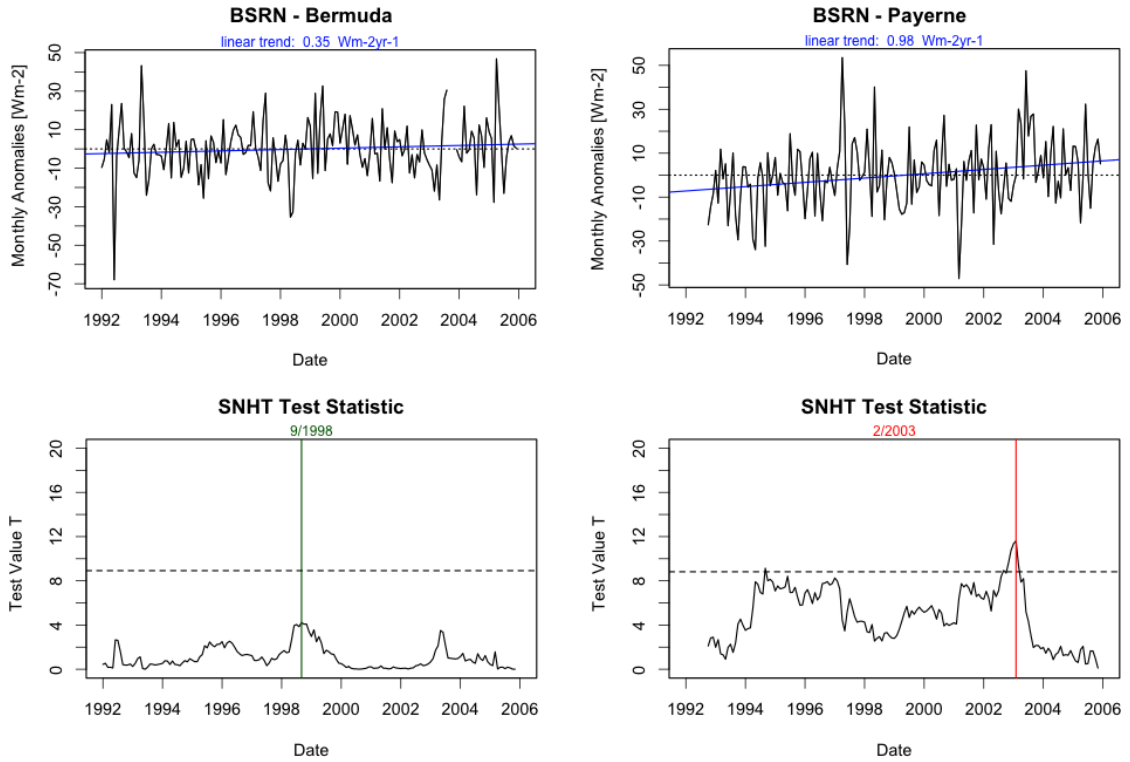 BSRN - Bermuda
linear trend:  0.35  Wm-2yr-1
Monthly Anomalies [Wm-2]
50
30
10
-10
-30
-50
-70
1992 1994 1996 1998 2000 2002 2004 2006
Date
BSRN - Payerne
linear trend:  0.98  Wm-2yr-1
Monthly Anomalies [Wm-2]
50
30
10
-10
-30
-50
1992 1994 1996 1998 2000 2002 2004 2006
Date
SNHT Test Statistic
9/1998
Test Value T
20
16
12
8
4
0
1992 1994 1996 1998 2000 2002 2004 2006
Date
SNHT Test Statistic
2/2003
Test Value T
20
16
12
8
4
0
1992 1994 1996 1998 2000 2002 2004 2006
Date